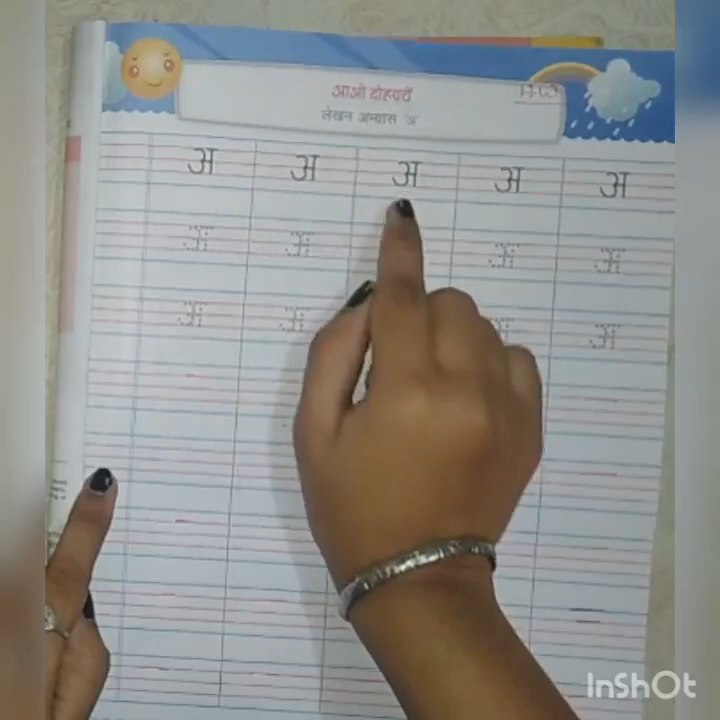 आओ दोहरायें
H.W
लेखन अभ्यास 'अ'
अ अ अ अ अ
अ अ अ अ
अ अ अ अ
InShOt